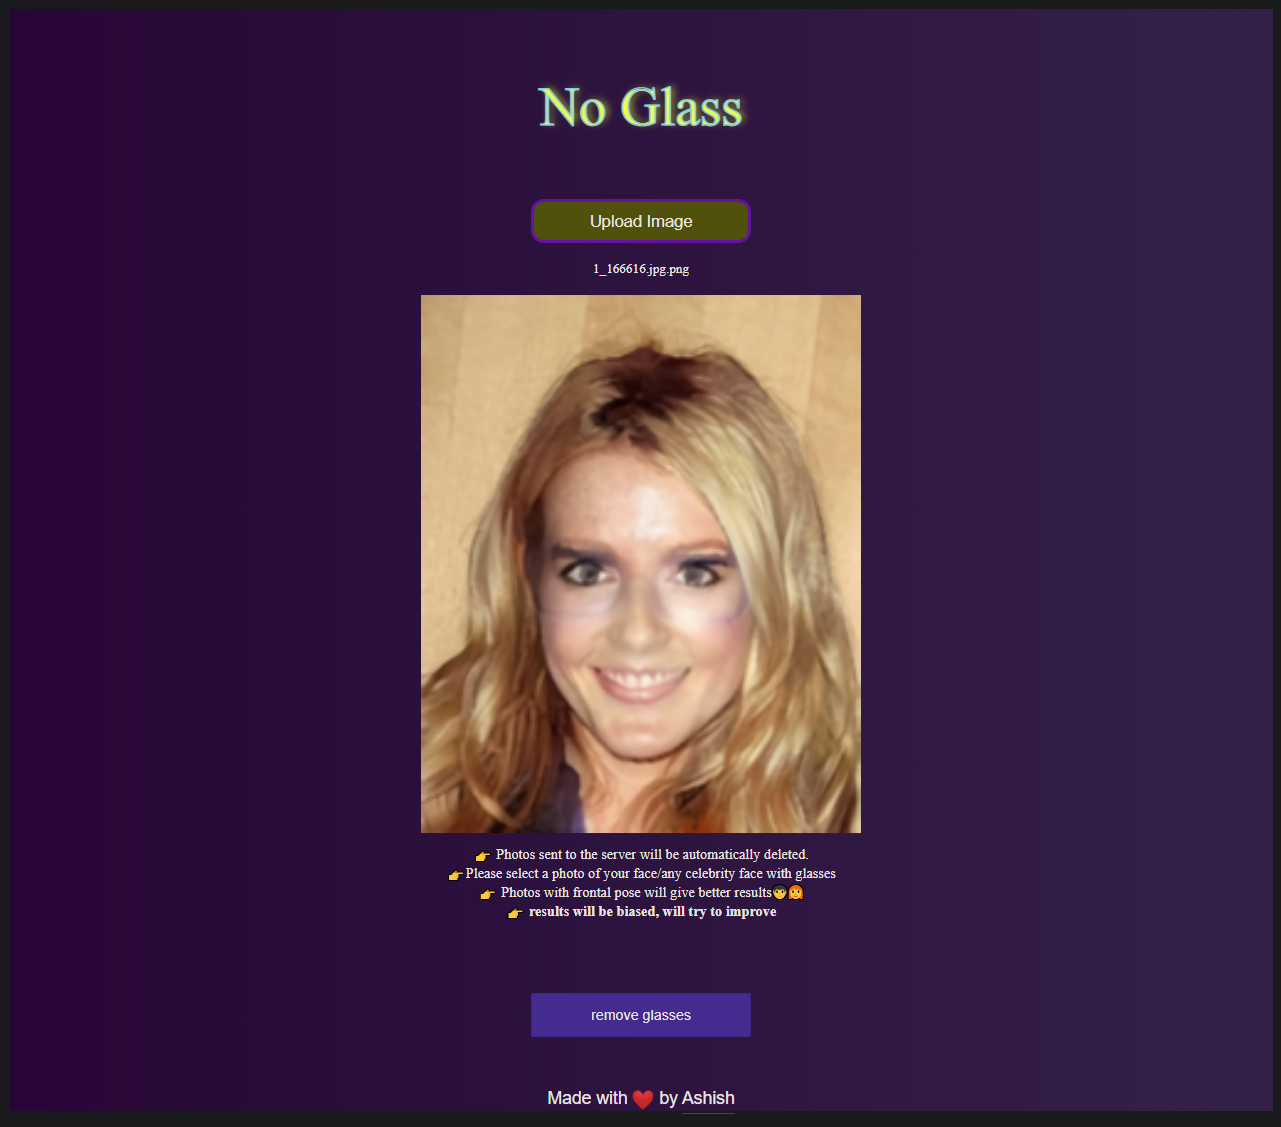 No Glass
Upload Image
1_166616.jpg.png
👉 Photos sent to the server will be automatically deleted.
👉Please select a photo of your face/any celebrity face with glasses
👉 Photos with frontal pose will give better results🧒👩‍🦰
👉 results will be biased, will try to improve
remove glasses
Made with ❤️ by Ashish